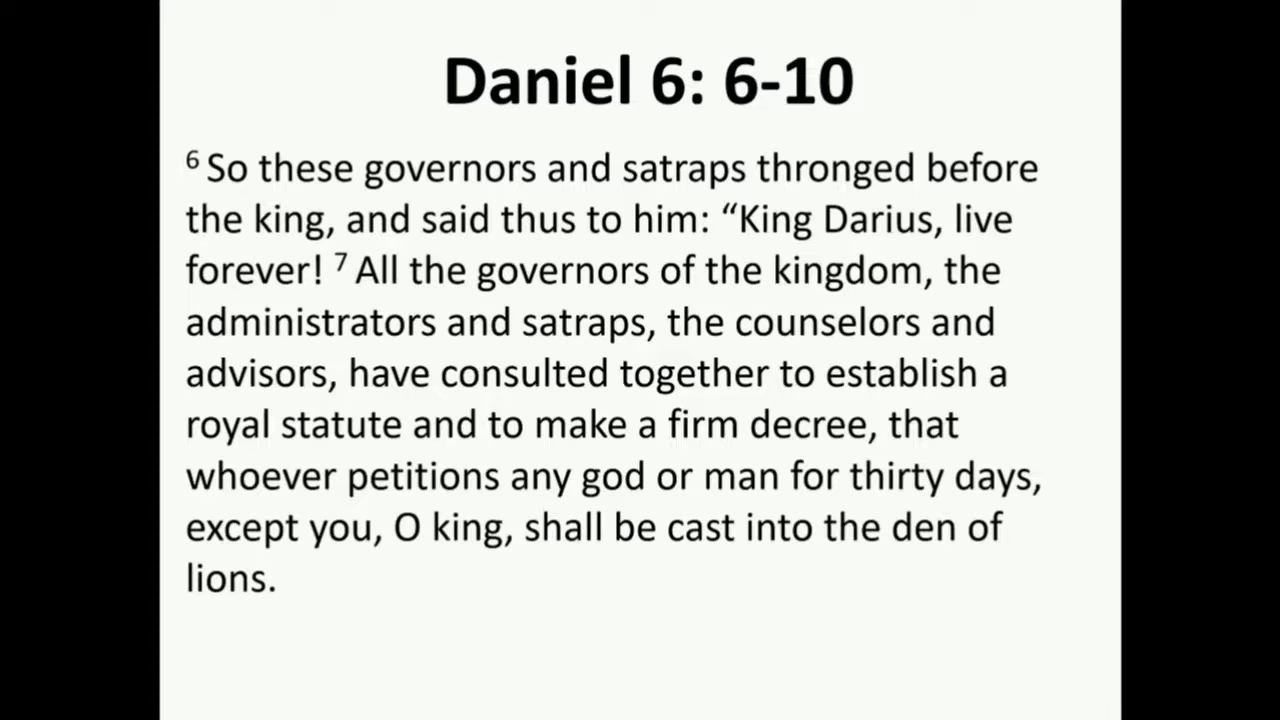 Daniel 6: 6-10
⁶ So these governors and satraps thronged before
the king, and said thus to him: “King Darius, live
forever! ⁷ All the governors of the kingdom, the
administrators and satraps, the counselors and
advisors, have consulted together to establish a
royal statute and to make a firm decree, that
whoever petitions any god or man for thirty days,
except you, O king, shall be cast into the den of
lions.